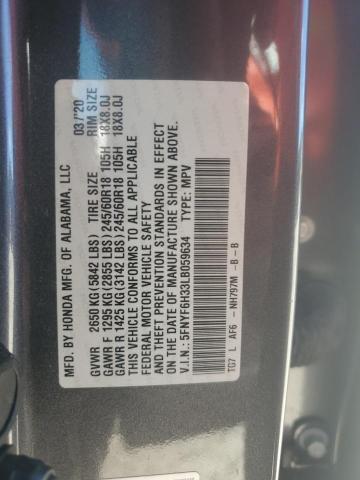 MFD. BY HONDA MFG. OF ALABAMA, LLC 03/'20
GVWR 2650KG(5842 LBS) TIRE SIZE RIM SIZE
GAWR F 1295 KG(2855 LBS)245/60R18 105H 18X8.0J
GAWR R 1425 KG(3142 LBS)245/60R18 105H 18X8.0J
THIS VEHICLE CONFORMS TO ALL APPLICABLE
FEDERAL MOTOR VEHICLE SAFETY
AND THEFT PREVENTION STANDARDS IN EFFECT
ON THE DATE OF MANUFACTURE SHOWN ABOVE.
V.I.N.: 5FNYF6H33LB059634 TYPE: MPV
TG7 L AF6 -NH797M -B -B